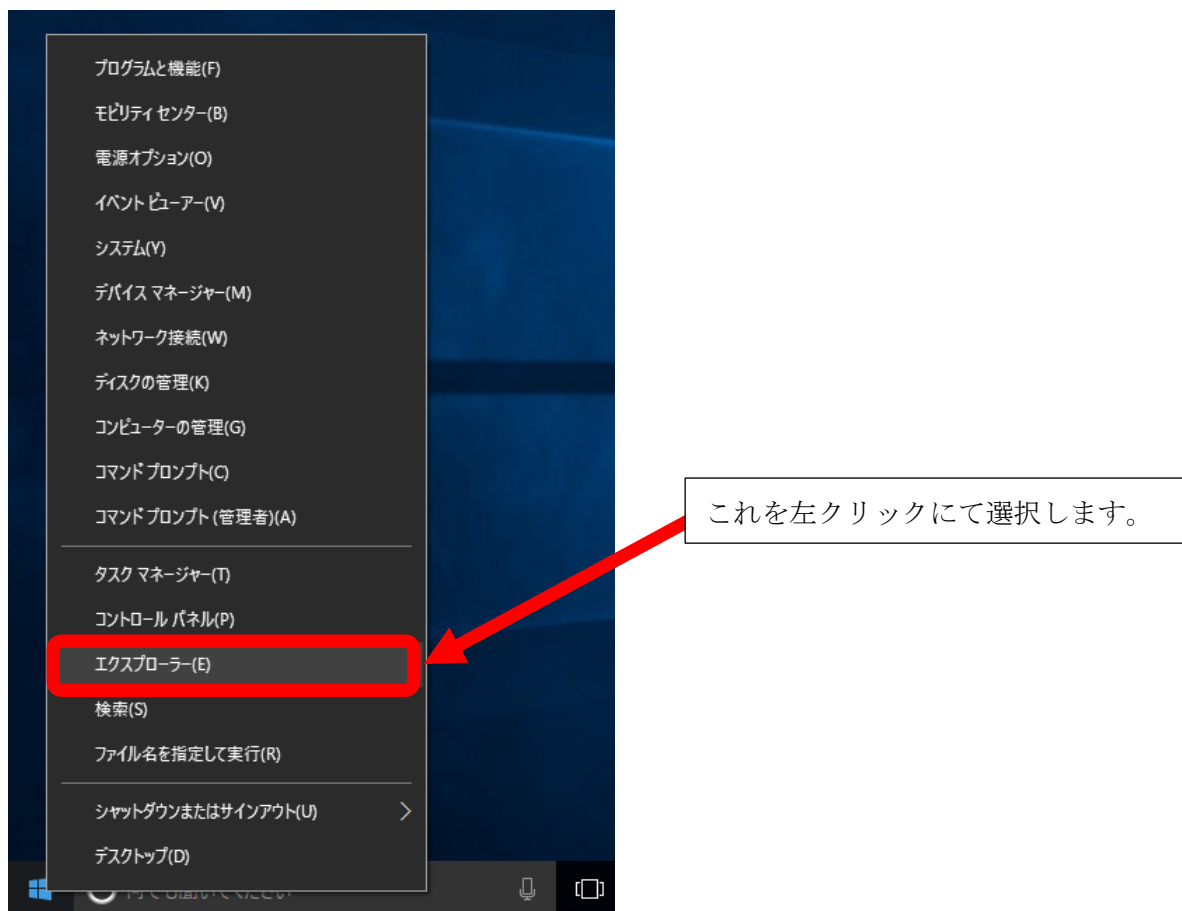 プログラムと機能(F)
モビリティ センター(B)
電源オプション(O)
イベント ビューアー(V)
システム(Y)
デバイス マネージャー(M)
ネットワーク接続(W)
ディスクの管理(K)
コンピューターの管理(G)
コマンド プロンプト(C)
コマンド プロンプト (管理者)(A)
タスク マネージャー(T)
コントロール パネル(P)
エクスプローラー(E)
検索(S)
ファイル名を指定して実行(R)
シャットダウンまたはサインアウト(U)
デスクトップ(D)
これを左クリックにて選択します。